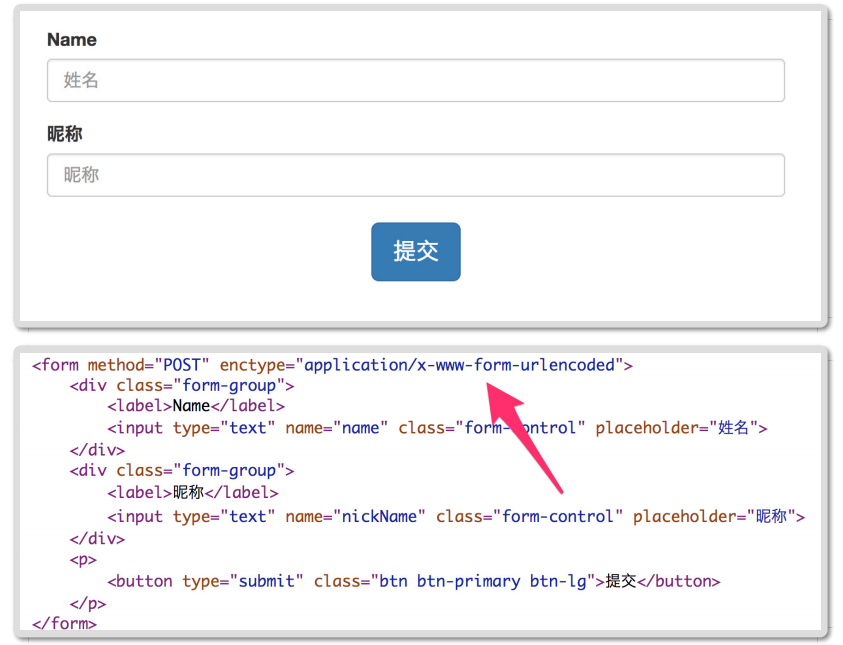 Name
姓名
昵称
昵称
提交
<form method="POST" enctype="application/x-www-form-urlencoded">
<div class="form-group">
<label>Name</label>
<input type="text" name="name" class="form-control" placeholder="姓名">
</div>
<div class="form-group">
<label>昵称</label>
<input type="text" name="nickName" class="form-control" placeholder="昵称">
</div>
<p>
<button type="submit" class="btn btn-primary btn-lg">提交</button>
</p>
</form>